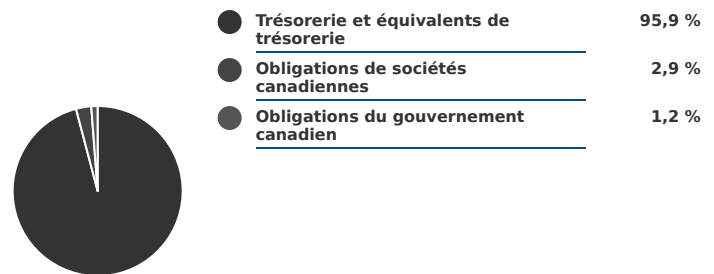 Trésorerie et équivalents de
trésorerie
95,9 %
Obligations de sociétés
canadiennes
2,9 %
Obligations du gouvernement
canadien
1,2 %